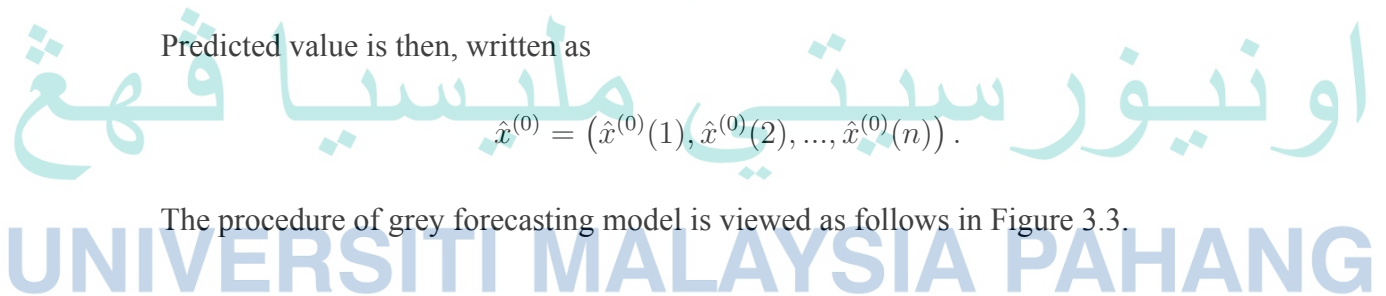 Predicted value is then, written as
اونيۏرسيتي مليسيا ڤهڠ
x̂⁽⁰⁾ = (x̂⁽⁰⁾(1), x̂⁽⁰⁾(2), ..., x̂⁽⁰⁾(n)) .
The procedure of grey forecasting model is viewed as follows in Figure 3.3.
UNIVERSITI MALAYSIA PAHANG